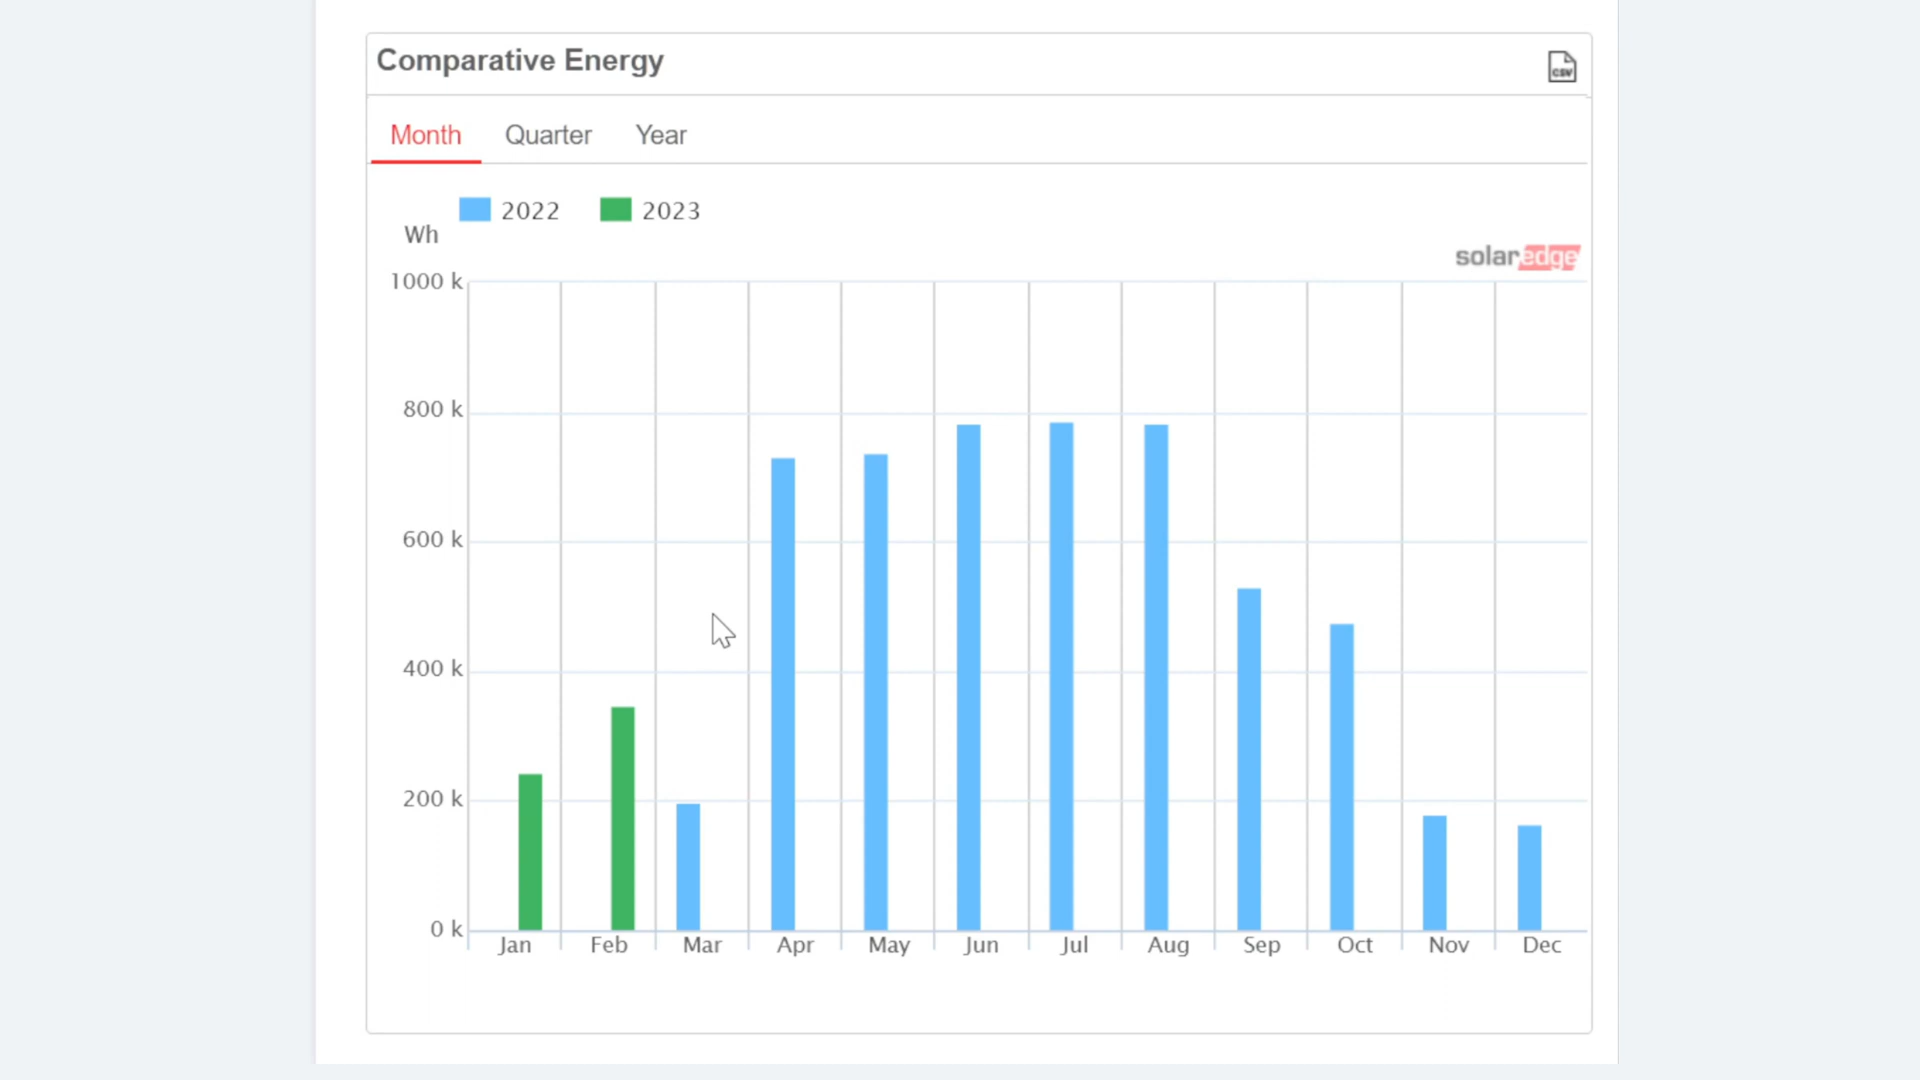 Comparative Energy
CSV
Month Quarter Year
2022 2023
Wh
solaredge
1000 k
800 k
600 k
400 k
200 k
0 k
Jan Feb Mar Apr May Jun Jul Aug Sep Oct Nov Dec